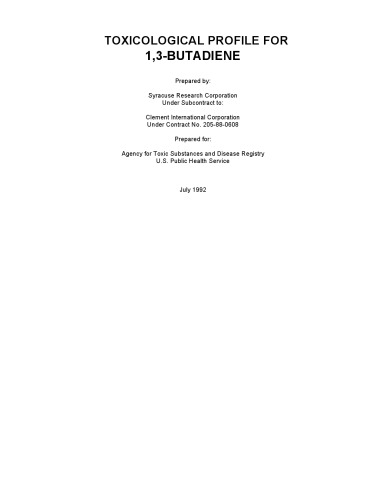 TOXICOLOGICAL PROFILE FOR
1,3-BUTADIENE
Prepared by:
Syracuse Research Corporation
Under Subcontract to:
Clement International Corporation
Under Contract No. 205-88-0608
Prepared for:
Agency for Toxic Substances and Disease Registry
U.S. Public Health Service
July 1992